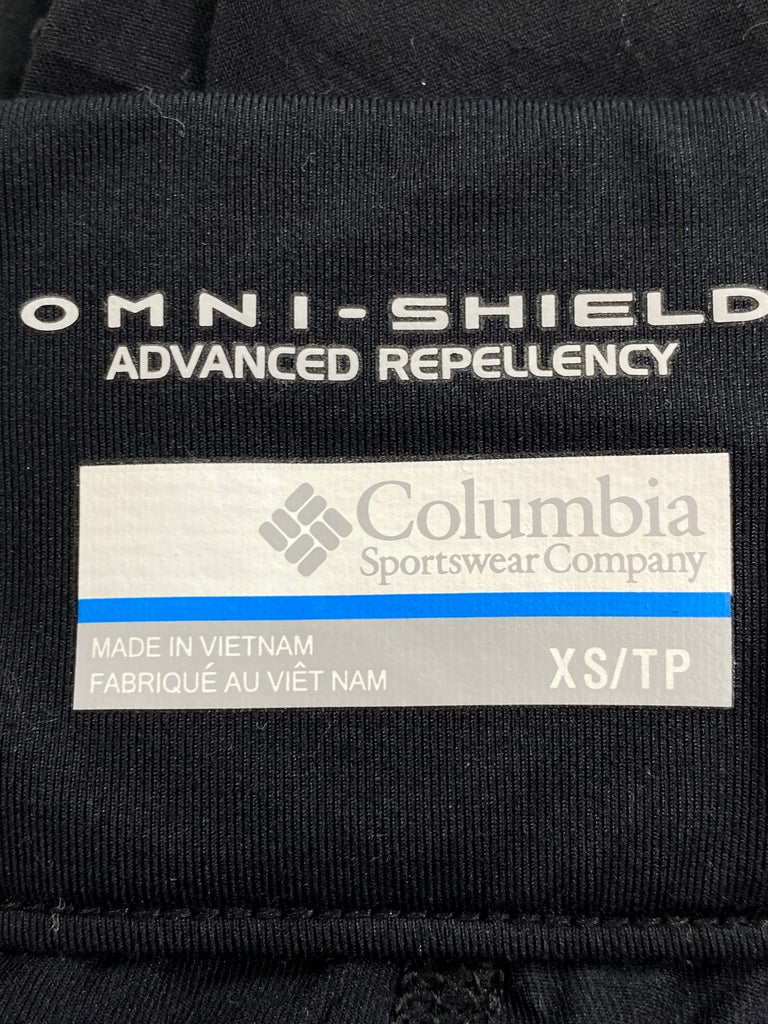 OMNI-SHIELD
ADVANCED REPELLENCY
Columbia
Sportswear Company
MADE IN VIETNAM
FABRIQUÉ AU VIÊT NAM
XS/TP